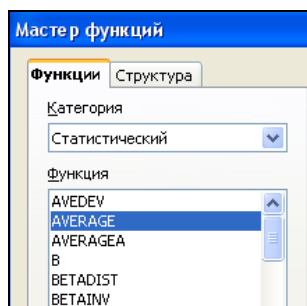 Мастер функций
Функции Структура
Категория
Статистический
Функция
AVEDEV
AVERAGE
AVERAGEA
B
BETADIST
BETAINV